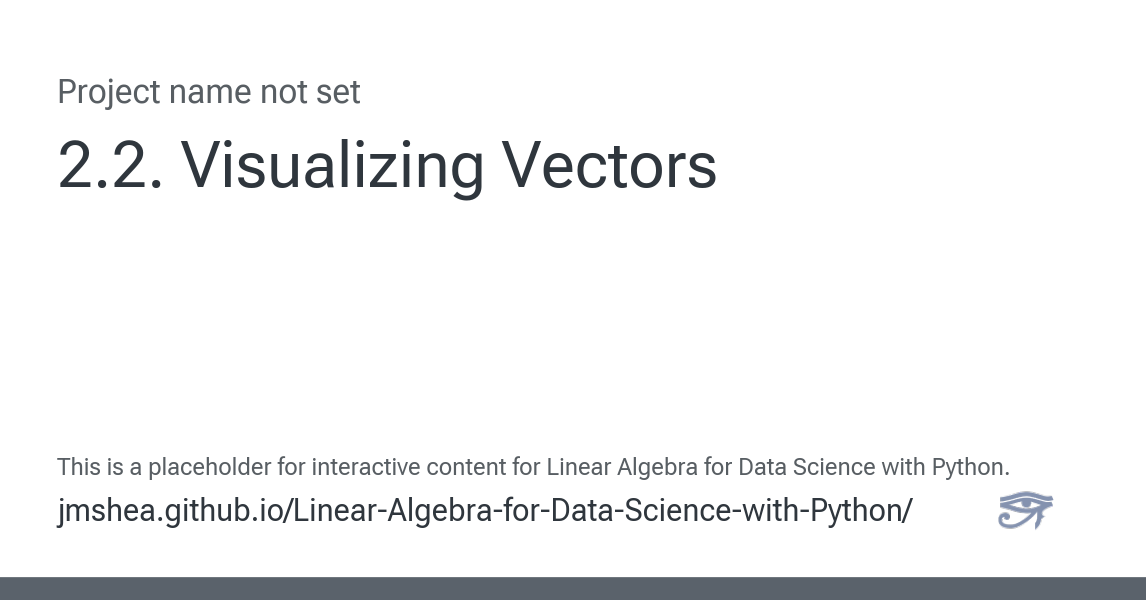 Project name not set
2.2. Visualizing Vectors
This is a placeholder for interactive content for Linear Algebra for Data Science with Python.
jmshea.github.io/Linear-Algebra-for-Data-Science-with-Python/